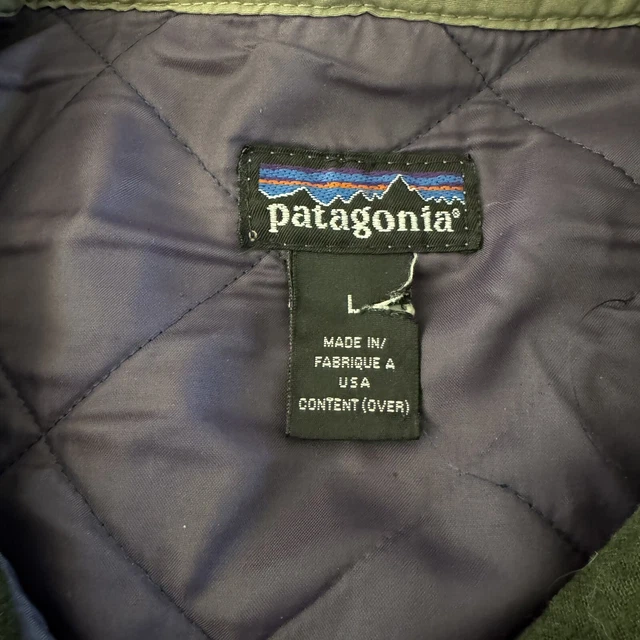 patagonia®
L
MADE IN/
FABRIQUE A
USA
CONTENT (OVER)